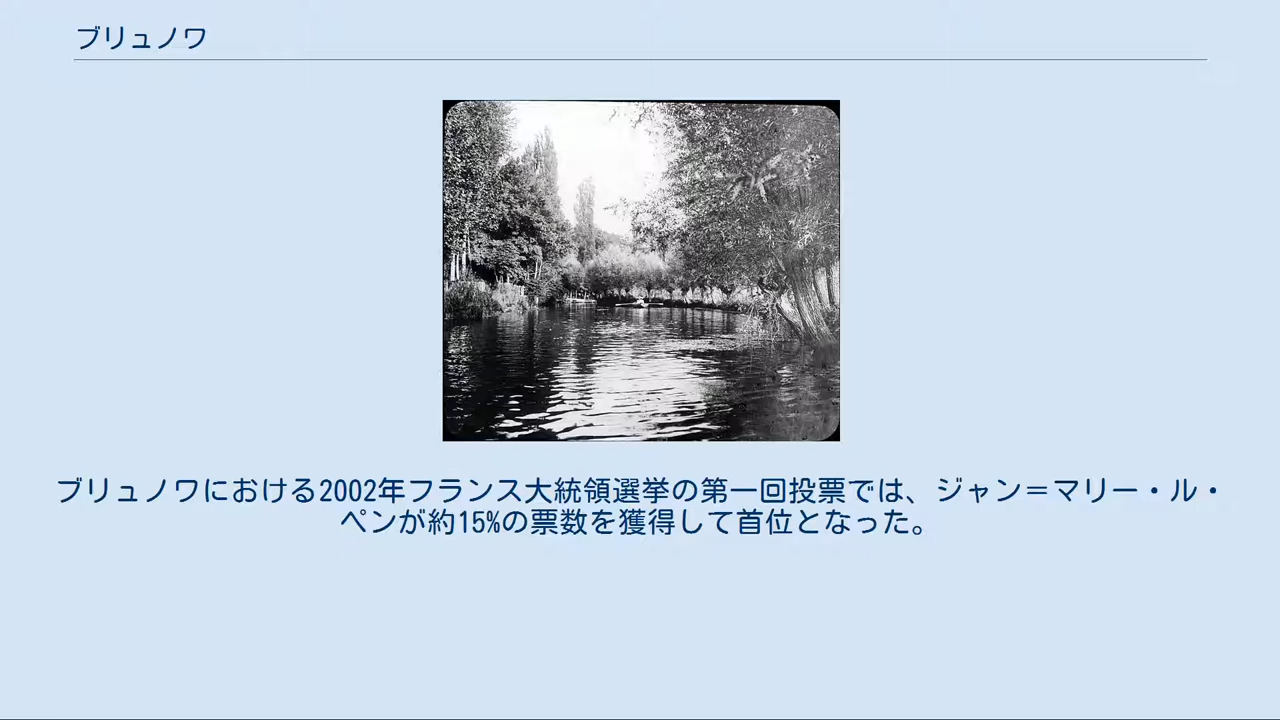 ブリュノワ
ブリュノワにおける2002年フランス大統領選挙の第一回投票では、ジャン＝マリー・ル・
ペンが約15%の票数を獲得して首位となった。